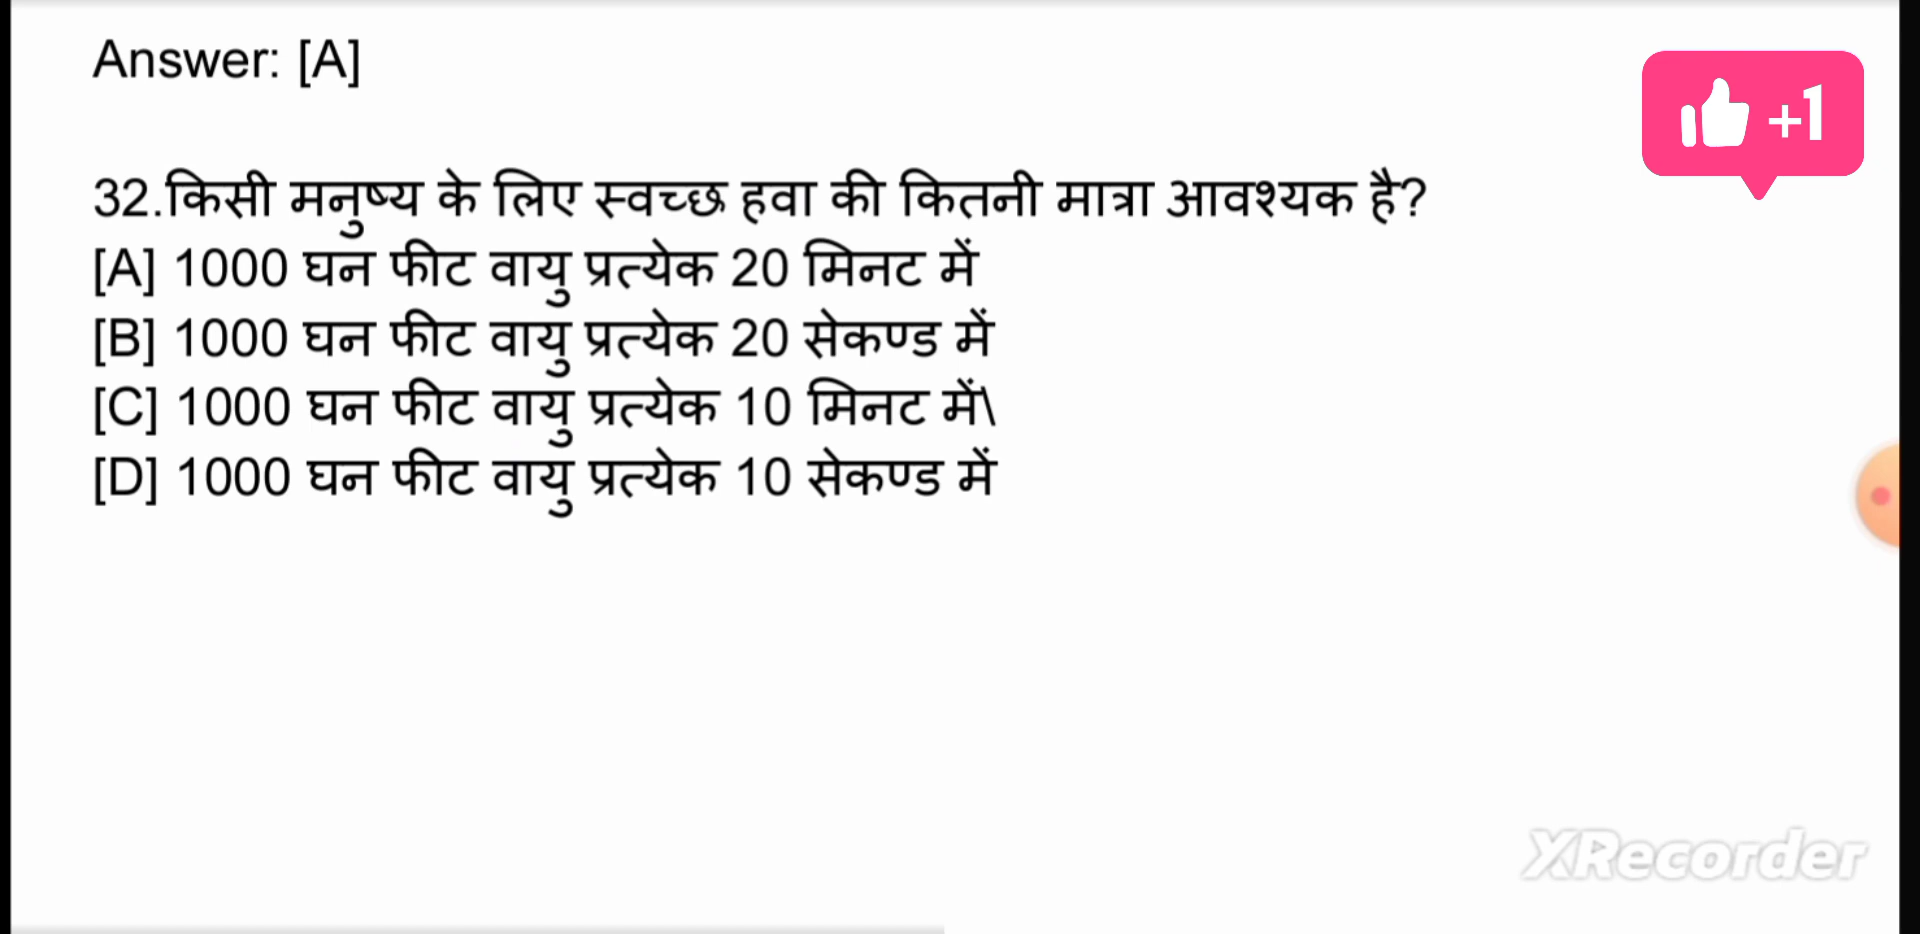 Answer: [A]
+1
32.किसी मनुष्य के लिए स्वच्छ हवा की कितनी मात्रा आवश्यक है?
[A] 1000 घन फीट वायु प्रत्येक 20 मिनट में
[B] 1000 घन फीट वायु प्रत्येक 20 सेकण्ड में
[C] 1000 घन फीट वायु प्रत्येक 10 मिनट में\
[D] 1000 घन फीट वायु प्रत्येक 10 सेकण्ड में
XRecorder